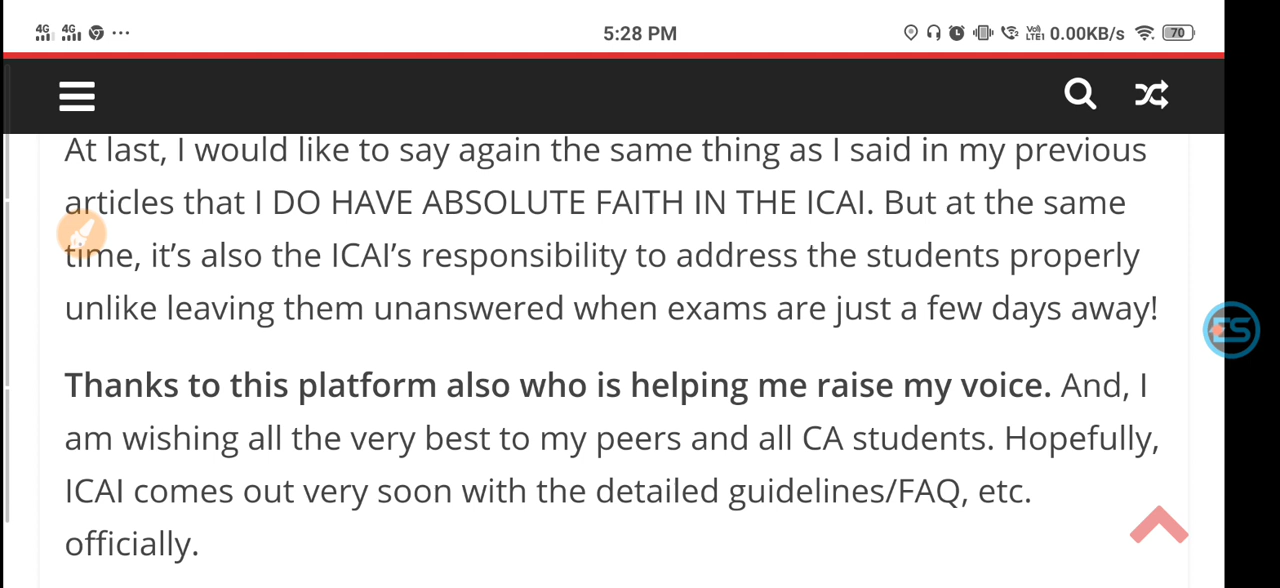 4G 4G 5:28 PM Vo) LTE1 0.00KB/s 70
At last, I would like to say again the same thing as I said in my previous
articles that I DO HAVE ABSOLUTE FAITH IN THE ICAI. But at the same
time, it’s also the ICAI’s responsibility to address the students properly
unlike leaving them unanswered when exams are just a few days away!
Thanks to this platform also who is helping me raise my voice. And, I
am wishing all the very best to my peers and all CA students. Hopefully,
ICAI comes out very soon with the detailed guidelines/FAQ, etc.
officially.